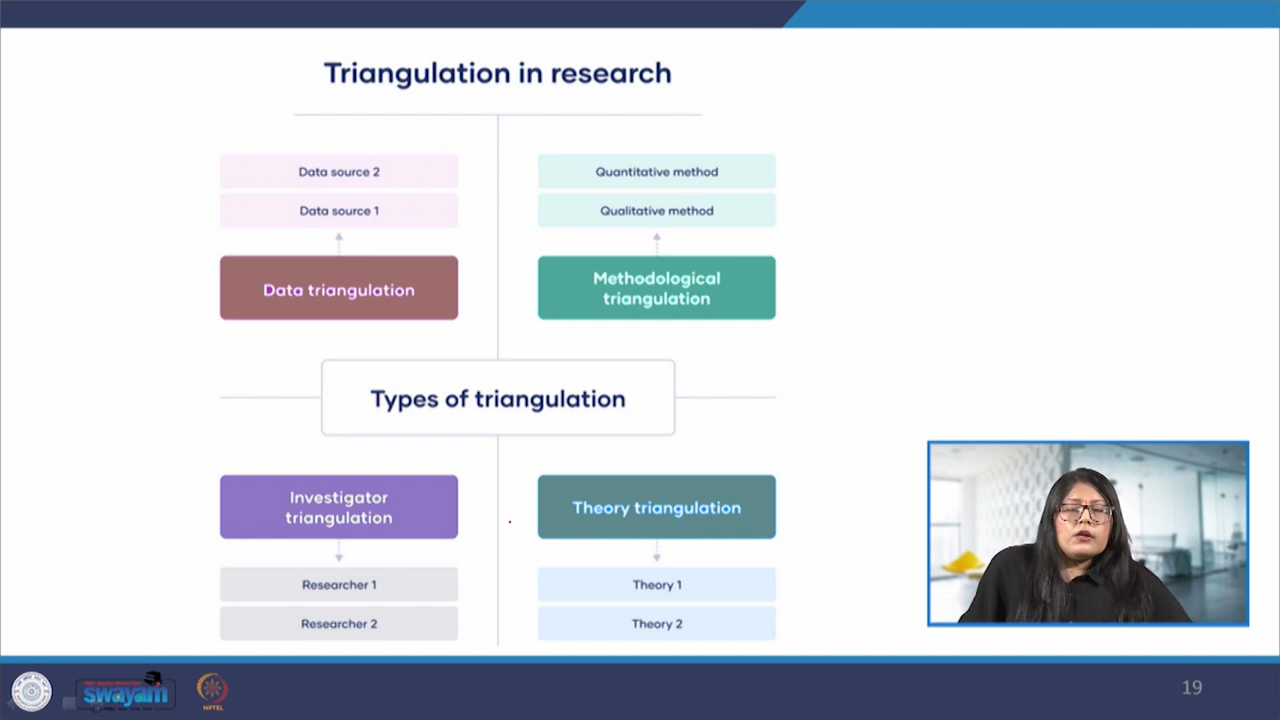 Triangulation in research
Data source 2
Data source 1
Data triangulation
Quantitative method
Qualitative method
Methodological
triangulation
Types of triangulation
Investigator
triangulation
Researcher 1
Researcher 2
Theory triangulation
Theory 1
Theory 2
swayam
NPTEL
19